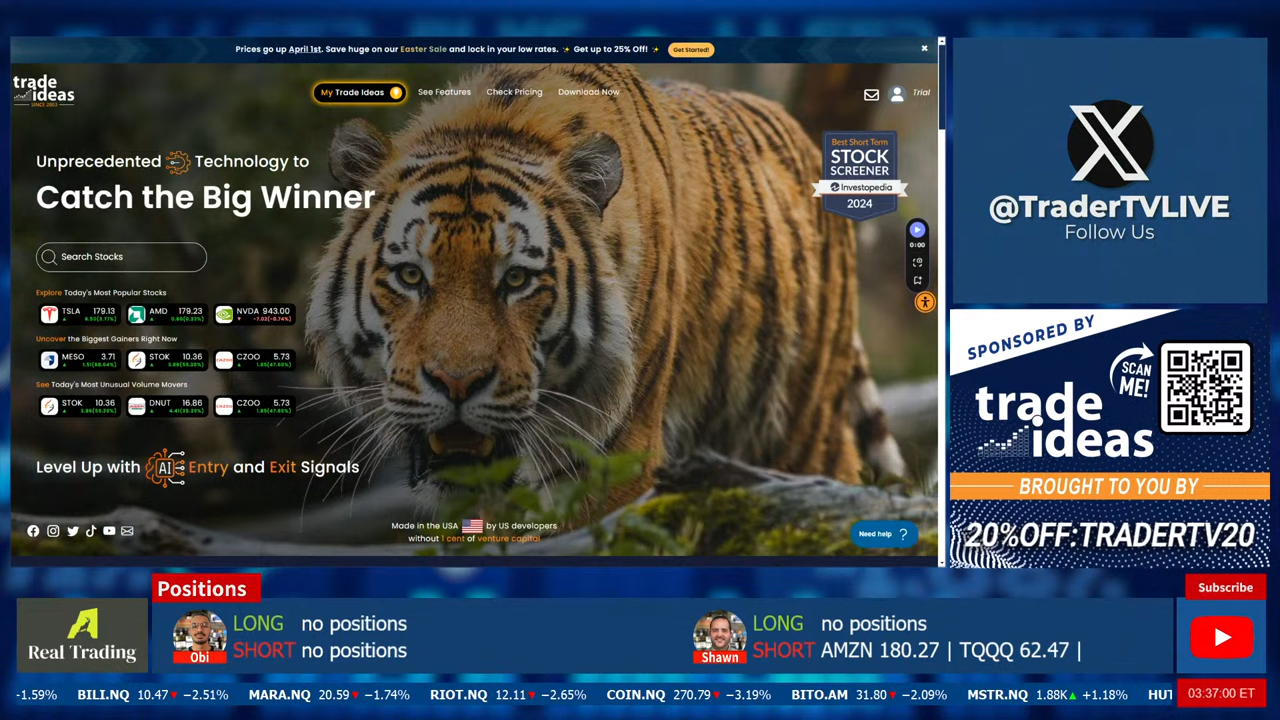 Prices go up April 1st. Save huge on our Easter Sale and lock in your low rates. ✨ Get up to 25% Off! ✨ Get Started!
trade ideas
SINCE 2003
My Trade Ideas
See Features
Check Pricing
Download Now
Trial
Unprecedented Technology to
Catch the Big Winner
Search Stocks
Best Short Term
STOCK
SCREENER
Investopedia
2024
0:00
Explore Today's Most Popular Stocks
TSLA 179.13
AMD 179.23
NVDA 943.00
Uncover the Biggest Gainers Right Now
MESO 3.71
STOK 10.36
CZOO 5.73
See Today's Most Unusual Volume Movers
STOK 10.36
DNUT 16.86
CZOO 5.73
Level Up with AI Entry and Exit Signals
Made in the USA by US developers
without 1 cent of venture capital
Need help ?
@TraderTVLIVE
Follow Us
SPONSORED BY
SCAN ME!
trade
ideas
BROUGHT TO YOU BY
20%OFF:TRADERTV20
Positions
Subscribe
Real Trading
Obi
LONG no positions
SHORT no positions
Shawn
LONG no positions
SHORT AMZN 180.27 | TQQQ 62.47 |
-1.59% BILI.NQ 10.47▼ −2.51% MARA.NQ 20.59▼ −1.74% RIOT.NQ 12.11▼ −2.65% COIN.NQ 270.79▼ −3.19% BITO.AM 31.80▼ −2.09% MSTR.NQ 1.88K▲ +1.18% HUT
03:37:00 ET